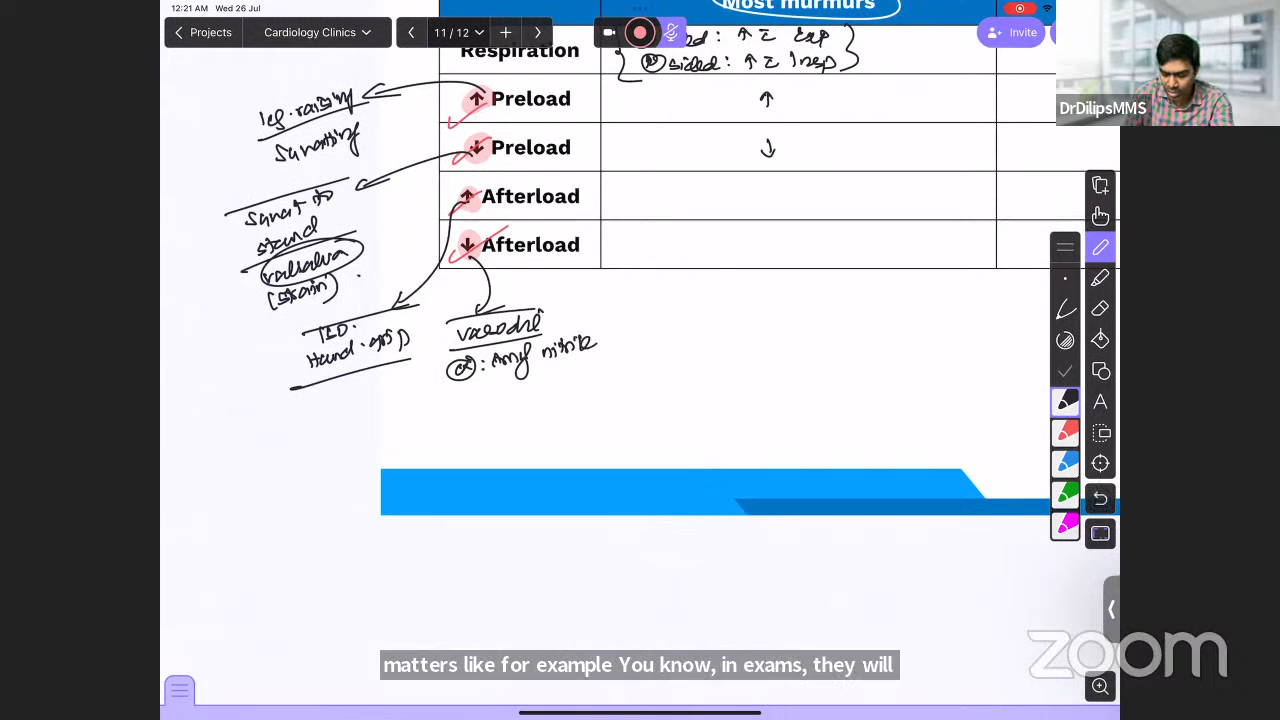 12:21 AM Wed 26 Jul
Projects
Cardiology Clinics
11 / 12
Invite
Most murmurs
Respiration
: ↑ Exp
R sided : ↑ Insp
DrDilipsMMS
↑ Preload
↑
leg. raising
Squatting
↓ Preload
↓
Squat to
stand
valsalva
(strain)
↑ Afterload
↓ Afterload
Hand. grip
vasodil
: Amyl nitrite
A
matters like for example You know, in exams, they will
zoom